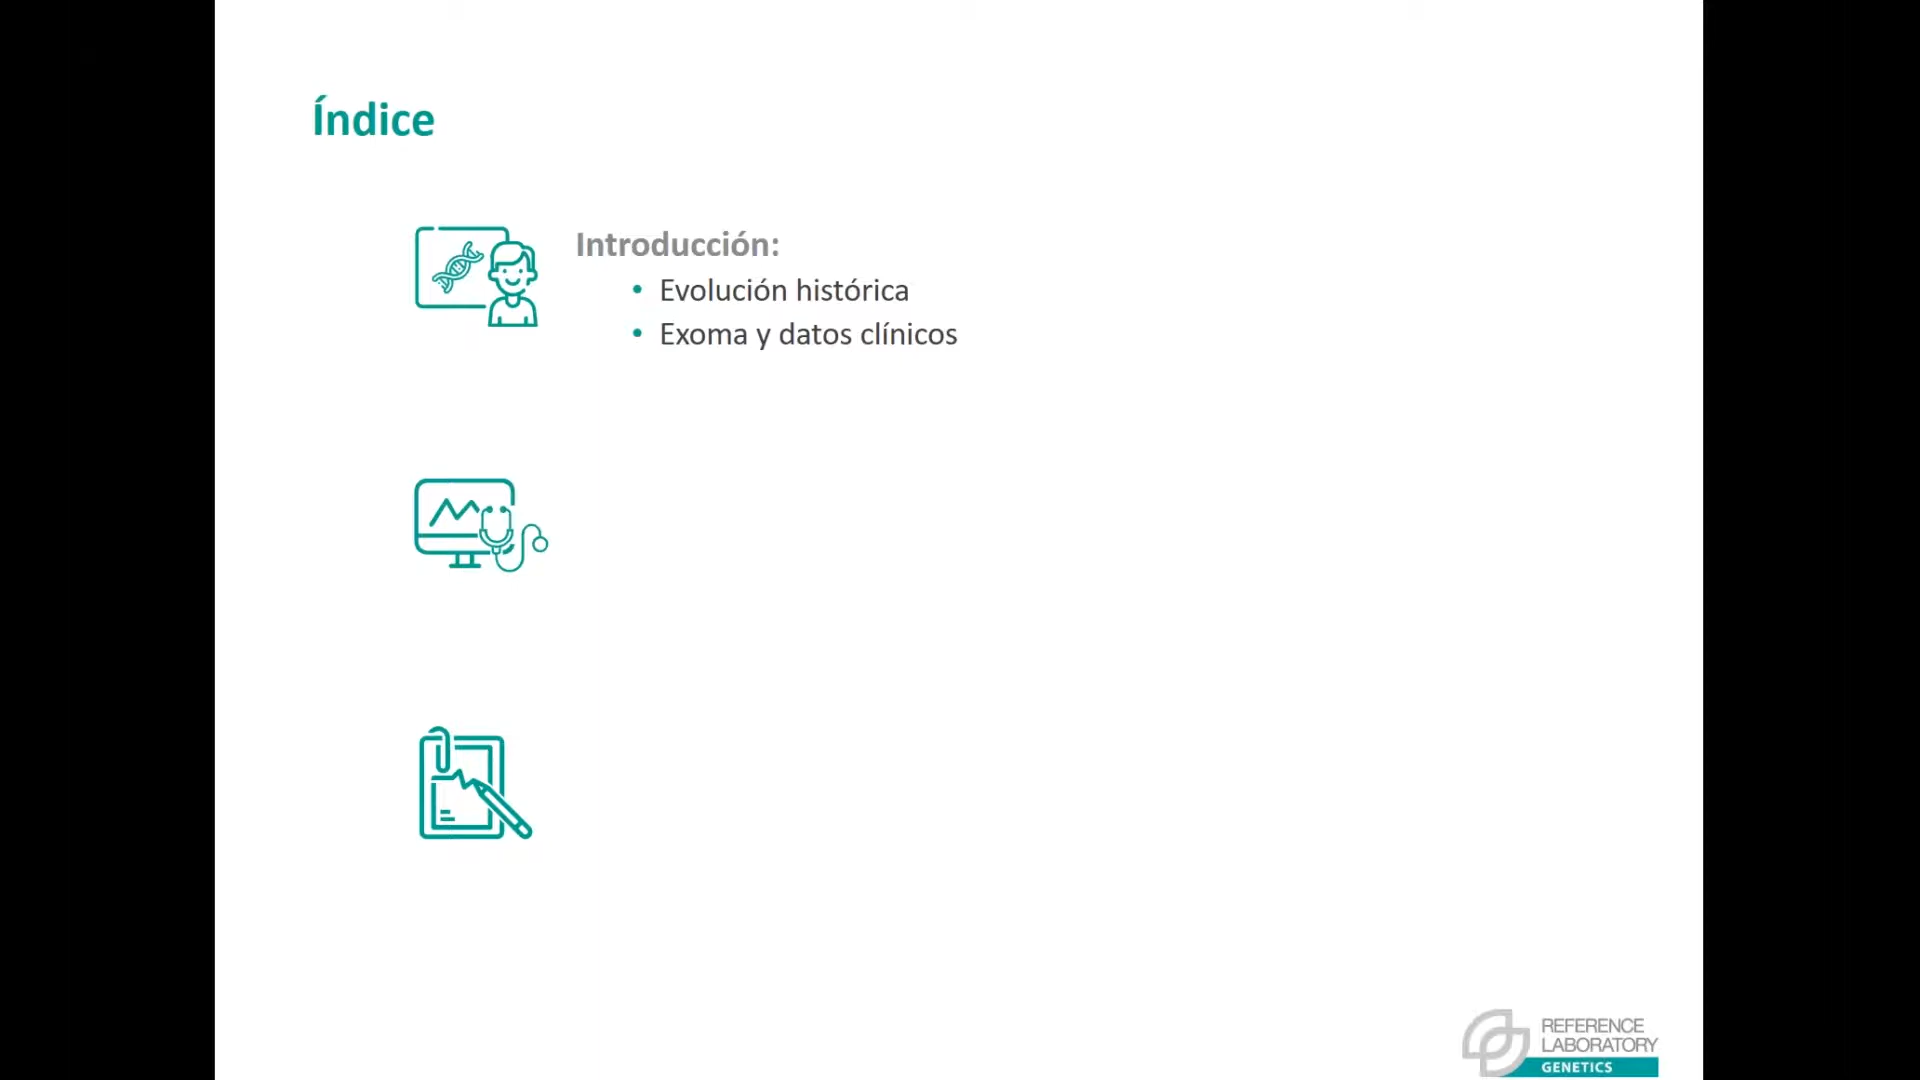 Índice
Introducción:
• Evolución histórica
• Exoma y datos clínicos
REFERENCE
LABORATORY
GENETICS